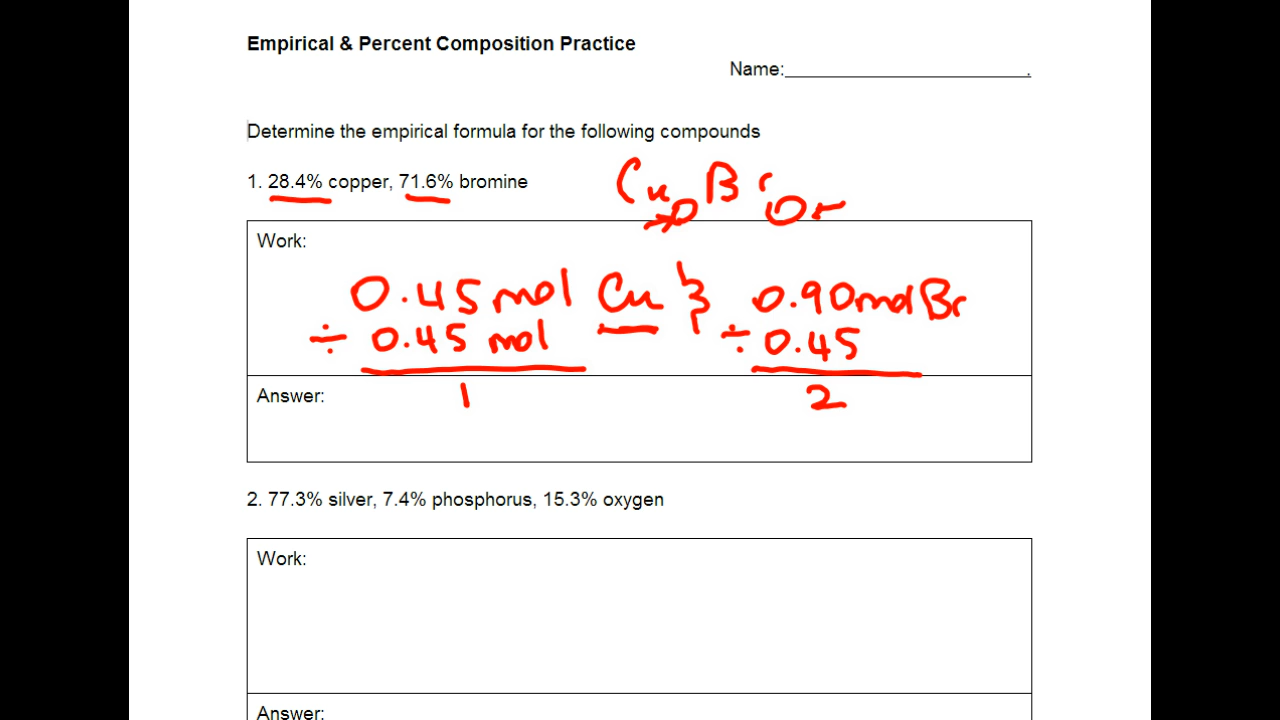 Empirical & Percent Composition Practice
Name:
Determine the empirical formula for the following compounds
1. 28.4% copper, 71.6% bromine
Cu Br
Work:
0.45 mol Cu } 0.90 mol Br
÷ 0.45 mol ÷ 0.45
1 2
Answer:
2. 77.3% silver, 7.4% phosphorus, 15.3% oxygen
Work:
Answer: